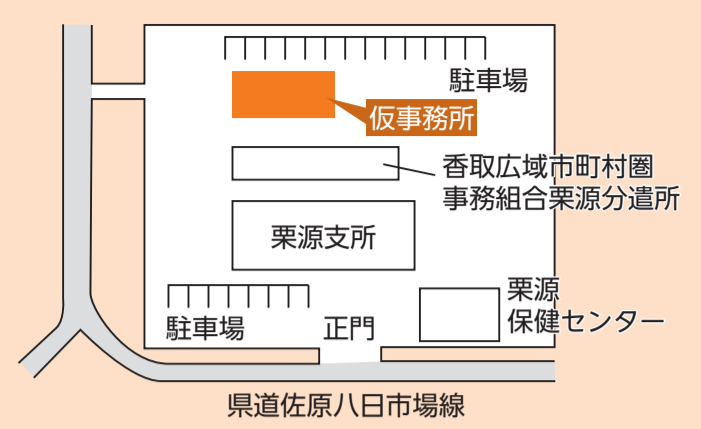 駐車場
仮事務所
香取広域市町村圏
事務組合栗源分遣所
栗源支所
栗源
保健センター
駐車場
正門
県道佐原八日市場線